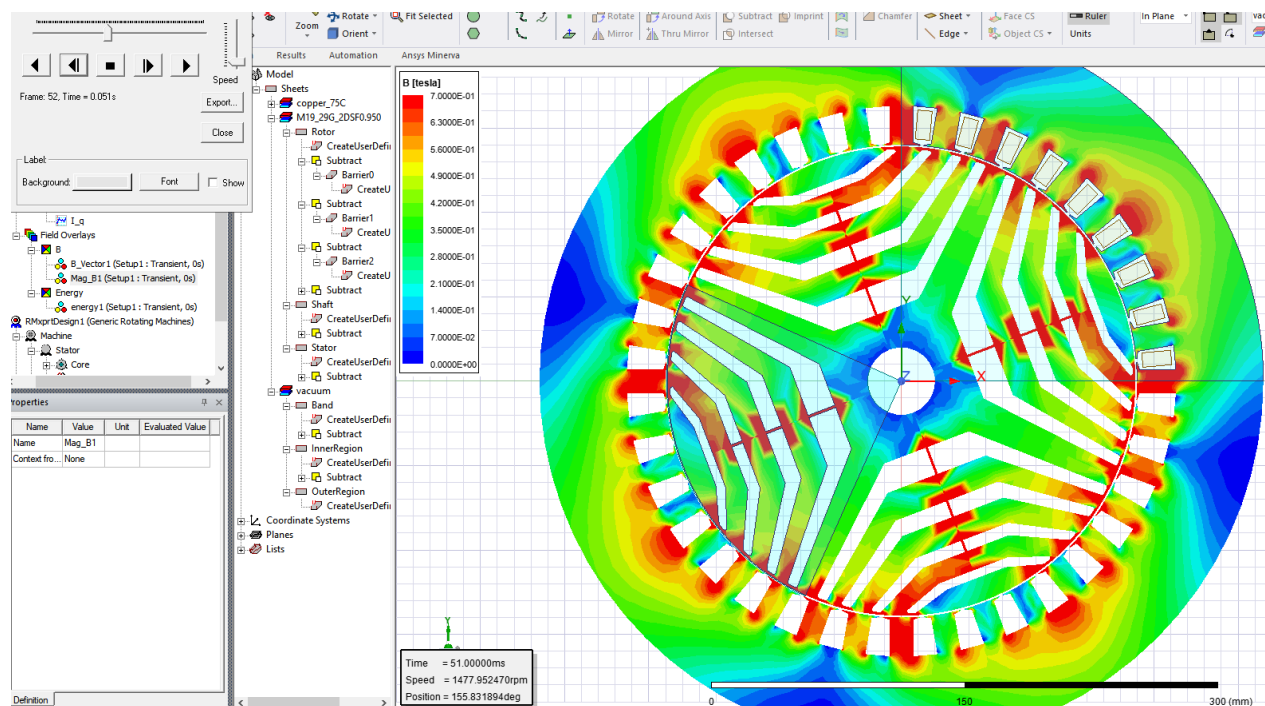 Zoom
Rotate
Orient
Fit Selected
Rotate
Around Axis
Subtract
Imprint
Chamfer
Sheet
Face CS
Ruler
In Plane
vac
Mirror
Thru Mirror
Intersect
Edge
Object CS
Units
Results
Automation
Ansys Minerva
Speed
Frame: 52, Time = 0.051s
Export...
Close
Label:
Background:
Font
Show
I_q
Field Overlays
B
B_Vector1 (Setup1 : Transient, 0s)
Mag_B1 (Setup1 : Transient, 0s)
Energy
energy1 (Setup1 : Transient, 0s)
RMxprtDesign1 (Generic Rotating Machines)
Machine
Stator
Core
Properties
Name Value Unit Evaluated Value
Name Mag_B1
Context fro... None
Definition
Model
Sheets
copper_75C
M19_29G_2DSF0.950
Rotor
CreateUserDefi
Subtract
Barrier0
CreateU
Subtract
Barrier1
CreateU
Subtract
Barrier2
CreateU
Subtract
Shaft
CreateUserDefi
Subtract
Stator
CreateUserDefi
Subtract
vacuum
Band
CreateUserDefi
Subtract
InnerRegion
CreateUserDefi
Subtract
OuterRegion
CreateUserDefi
Coordinate Systems
Planes
Lists
B [tesla]
7.0000E-01
6.3000E-01
5.6000E-01
4.9000E-01
4.2000E-01
3.5000E-01
2.8000E-01
2.1000E-01
1.4000E-01
7.0000E-02
0.0000E+00
Y
Z
X
Y
Time = 51.00000ms
Speed = 1477.952470rpm
Position = 155.831894deg
0 150 300 (mm)